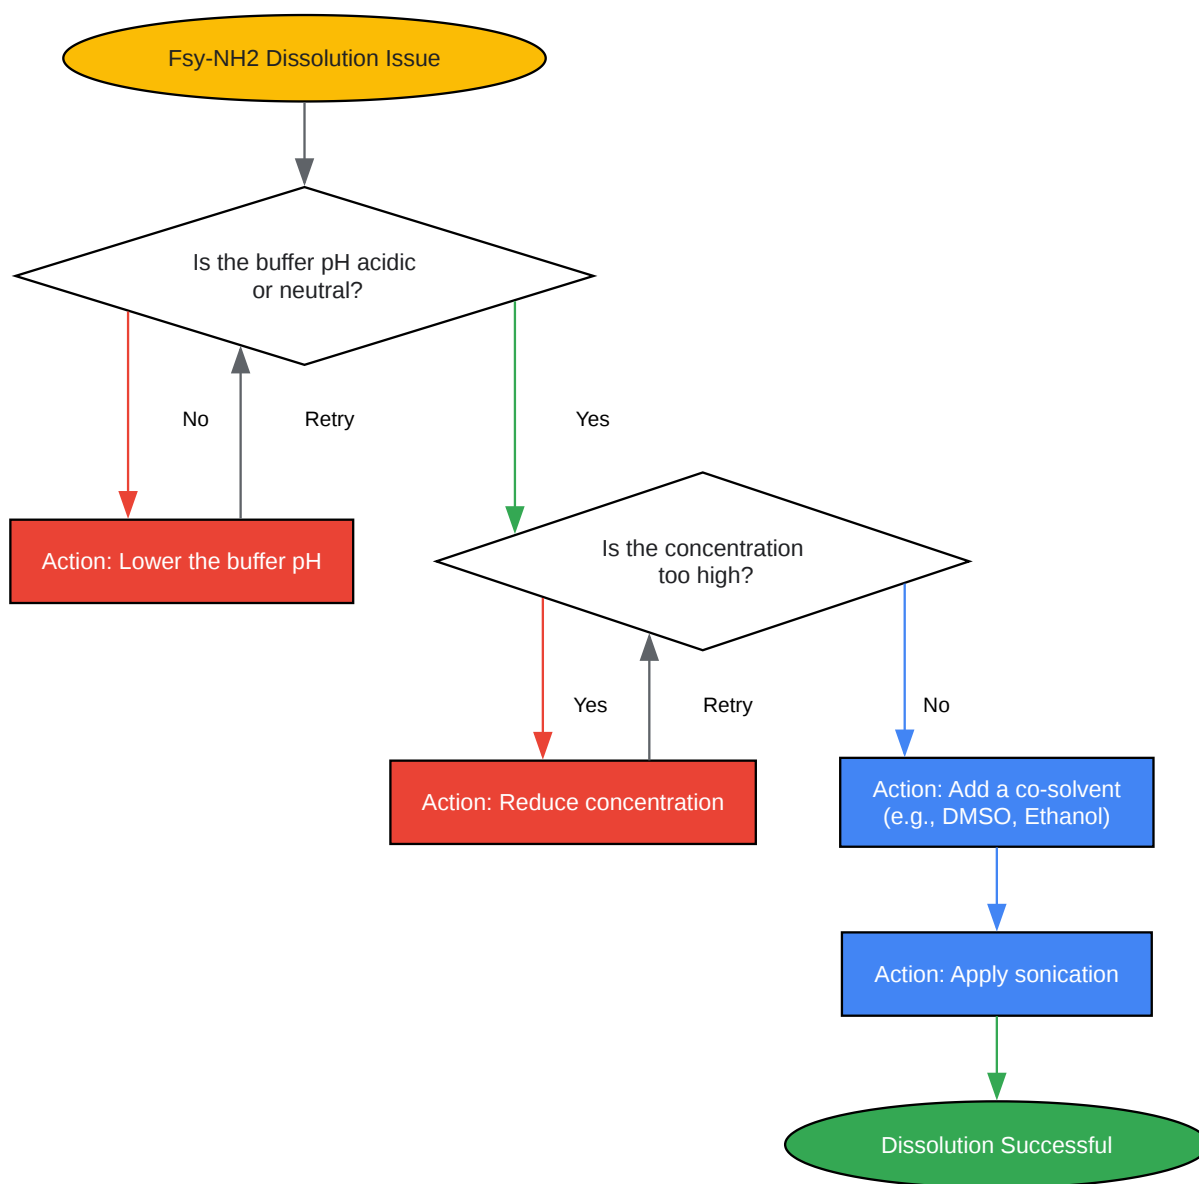 Fsy-NH2 Dissolution Issue
Is the buffer pH acidic
or neutral?
No
Retry
Yes
Action: Lower the buffer pH
Is the concentration
too high?
Yes
Retry
No
Action: Reduce concentration
Action: Add a co-solvent
(e.g., DMSO, Ethanol)
Action: Apply sonication
Dissolution Successful